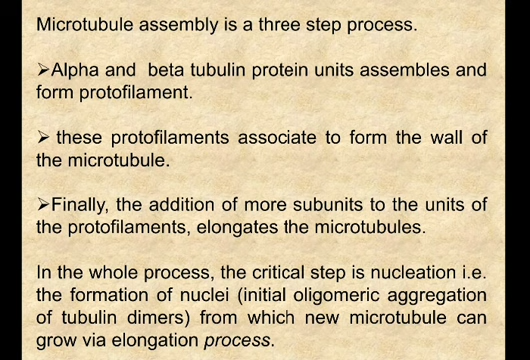 Microtubule assembly is a three step process.
➢Alpha and beta tubulin protein units assembles and
form protofilament.
➢ these protofilaments associate to form the wall of
the microtubule.
➢Finally, the addition of more subunits to the units of
the protofilaments, elongates the microtubules.
In the whole process, the critical step is nucleation i.e.
the formation of nuclei (initial oligomeric aggregation
of tubulin dimers) from which new microtubule can
grow via elongation process.